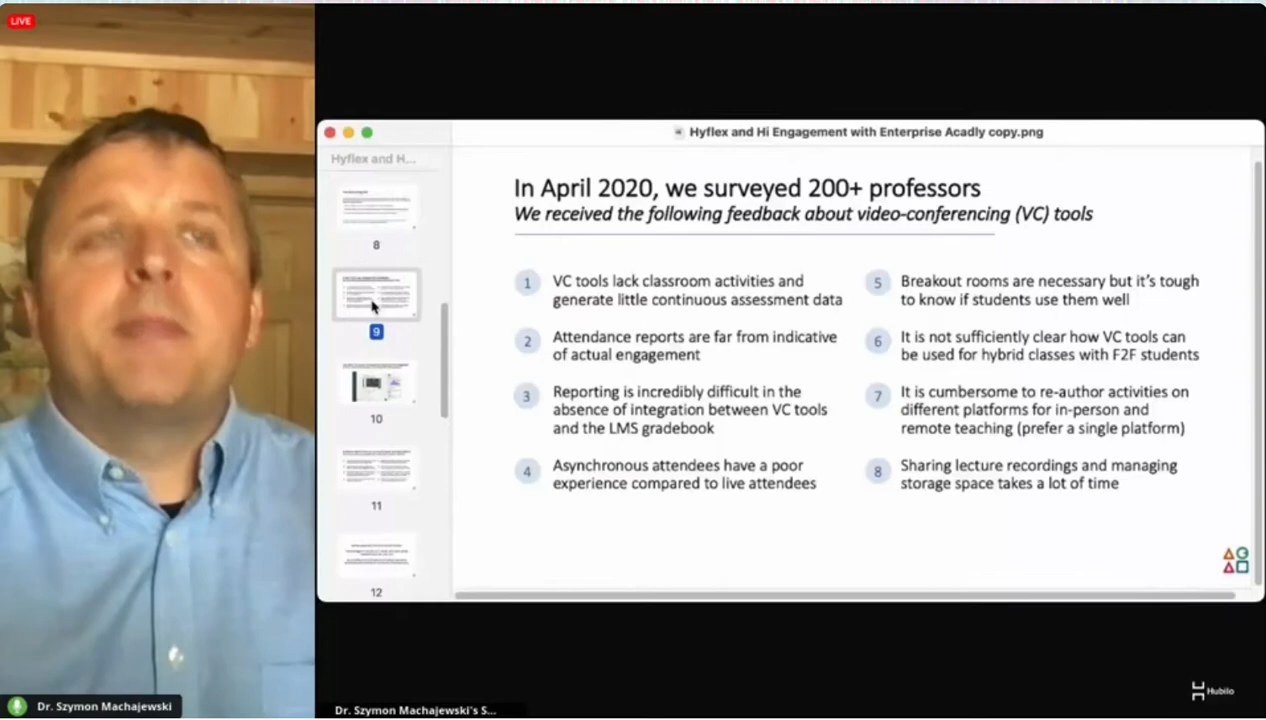 LIVE
Hyflex and Hi Engagement with Enterprise Acadly copy.png
Hyflex and H...
8
9
10
11
12
In April 2020, we surveyed 200+ professors
We received the following feedback about video-conferencing (VC) tools
1
VC tools lack classroom activities and
generate little continuous assessment data
2
Attendance reports are far from indicative
of actual engagement
3
Reporting is incredibly difficult in the
absence of integration between VC tools
and the LMS gradebook
4
Asynchronous attendees have a poor
experience compared to live attendees
5
Breakout rooms are necessary but it's tough
to know if students use them well
6
It is not sufficiently clear how VC tools can
be used for hybrid classes with F2F students
7
It is cumbersome to re-author activities on
different platforms for in-person and
remote teaching (prefer a single platform)
8
Sharing lecture recordings and managing
storage space takes a lot of time
Hubilo
Dr. Szymon Machajewski
Dr. Szymon Machajewski's S...